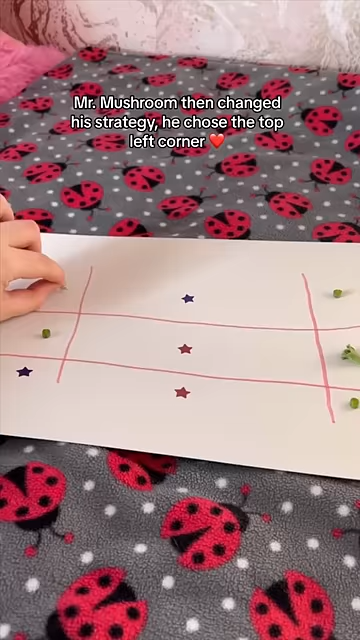 Mr. Mushroom then changed
his strategy, he chose the top
left corner ❤️